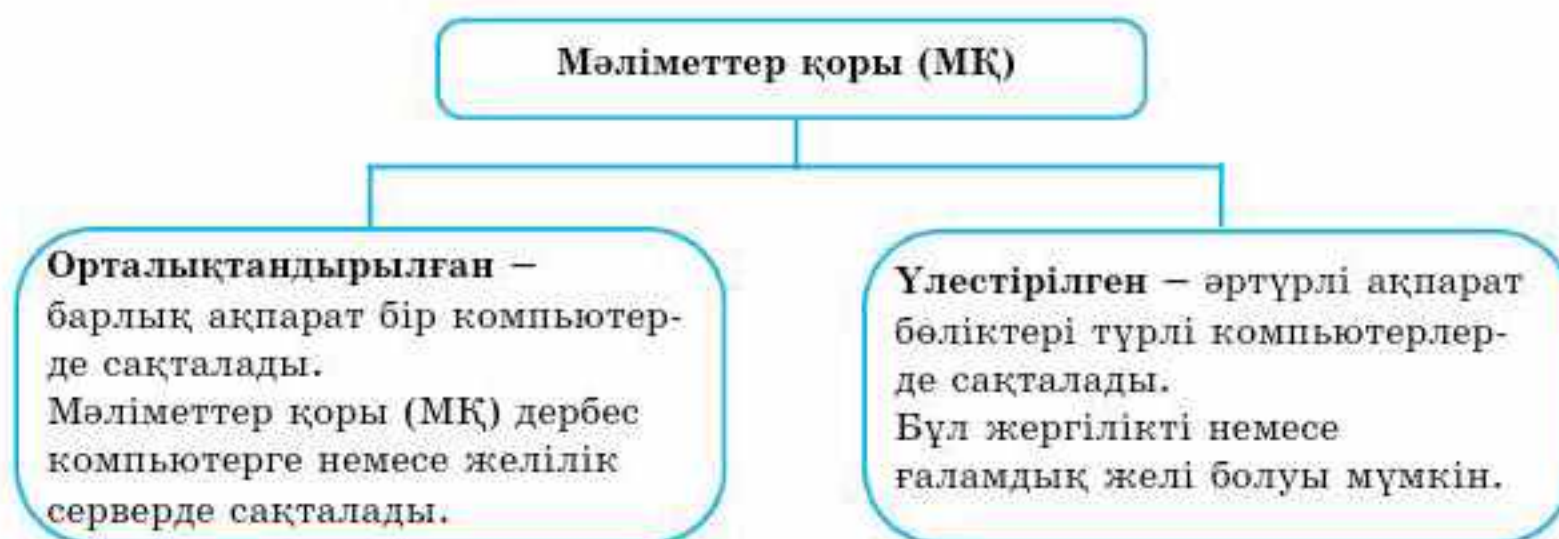 Мәліметтер қоры (МҚ)
Орталықтандырылған –
барлық ақпарат бір компьютер-
де сақталады.
Мәліметтер қоры (МҚ) дербес
компьютерге немесе желілік
серверде сақталады.
Үлестірілген – әртүрлі ақпарат
бөліктері түрлі компьютерлер-
де сақталады.
Бұл жергілікті немесе
ғаламдық желі болуы мүмкін.